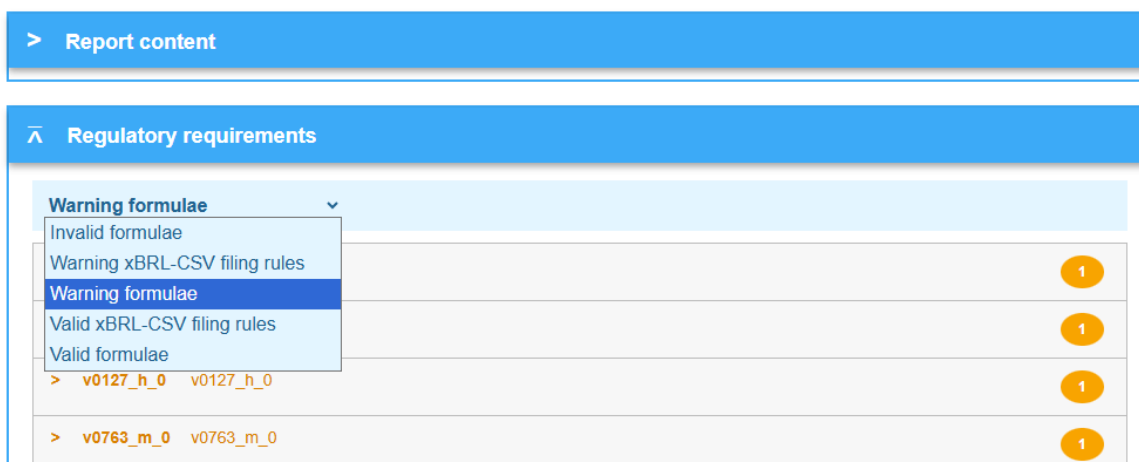 > Report content
Regulatory requirements
Warning formulae
Invalid formulae
Warning xBRL-CSV filing rules
Warning formulae
Valid xBRL-CSV filing rules
Valid formulae
1
1
> v0127_h_0 v0127_h_0 1
> v0763_m_0 v0763_m_0 1